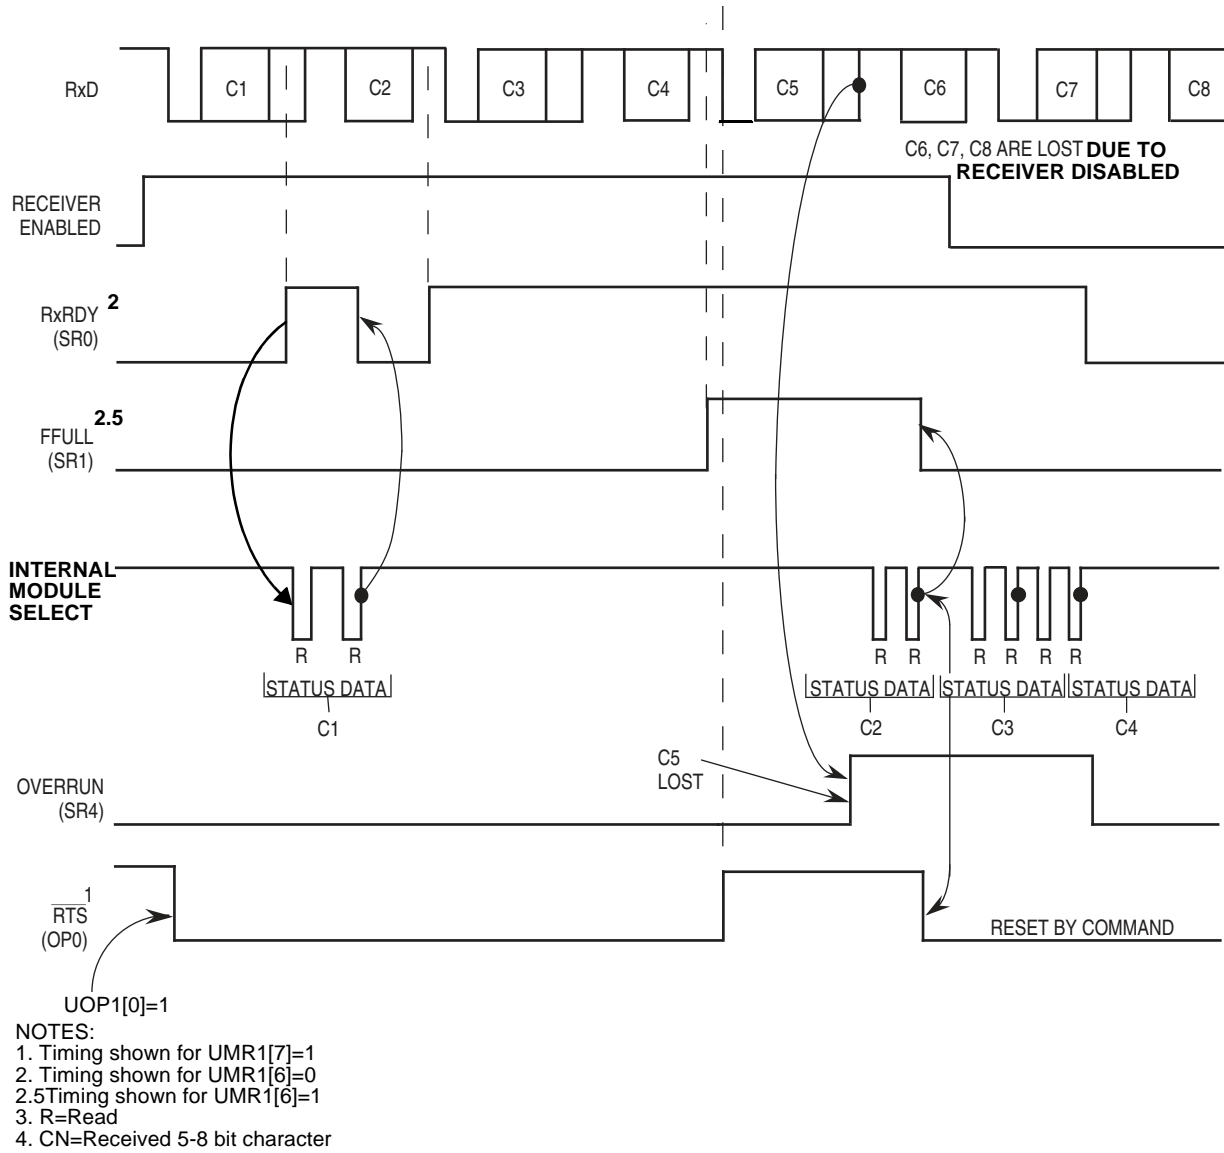 RxD
C1
C2
C3
C4
C5
C6
C7
C8
C6, C7, C8 ARE LOST DUE TO
RECEIVER DISABLED
RECEIVER
ENABLED
RxRDY 2
(SR0)
FFULL 2.5
(SR1)
INTERNAL
MODULE
SELECT
R R R R R R R R
STATUS DATA STATUS DATA STATUS DATA STATUS DATA
C1 C2 C3 C4
C5
LOST
OVERRUN
(SR4)
1
RTS
(OP0)
RESET BY COMMAND
UOP1[0]=1
NOTES:
1. Timing shown for UMR1[7]=1
2. Timing shown for UMR1[6]=0
2.5Timing shown for UMR1[6]=1
3. R=Read
4. CN=Received 5-8 bit character